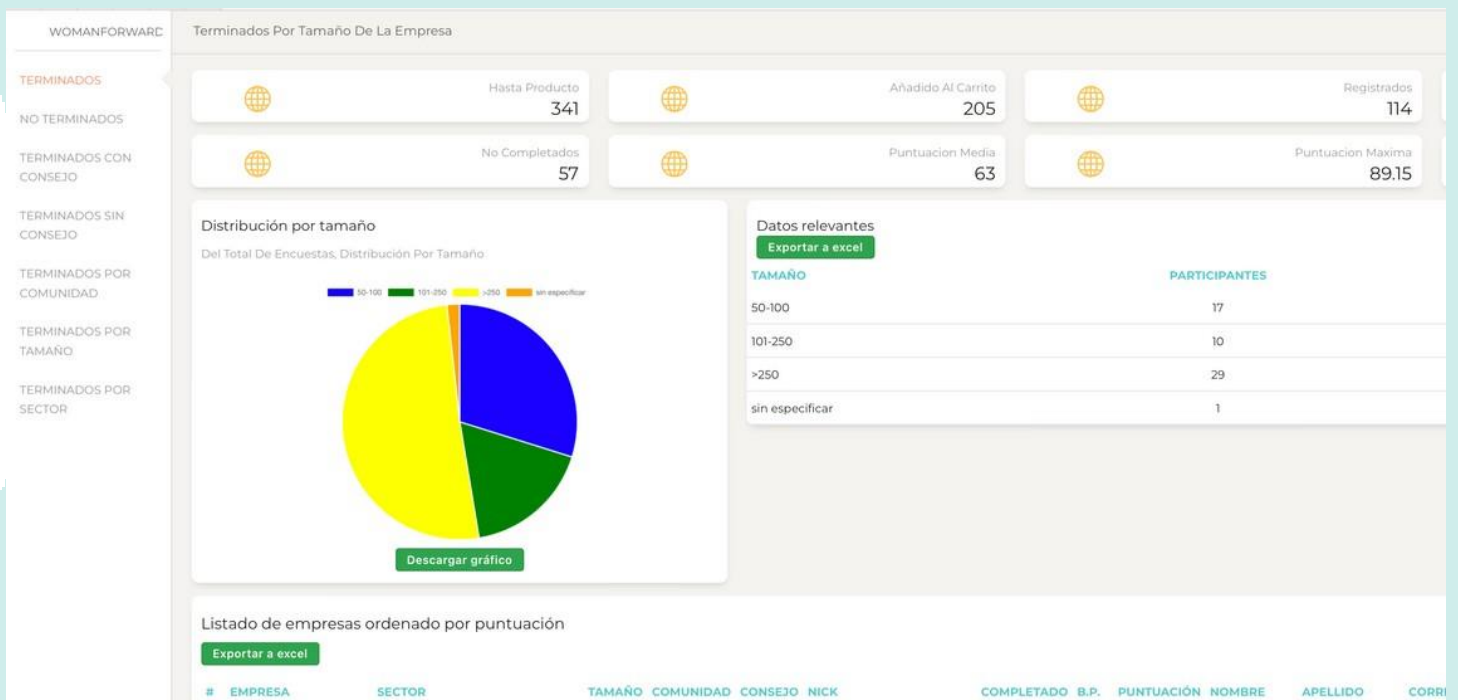 WOMANFORWARD
Terminados Por Tamaño De La Empresa
TERMINADOS
NO TERMINADOS
TERMINADOS CON
CONSEJO
TERMINADOS SIN
CONSEJO
TERMINADOS POR
COMUNIDAD
TERMINADOS POR
TAMAÑO
TERMINADOS POR
SECTOR
Hasta Producto
341
Añadido Al Carrito
205
Registrados
114
No Completados
57
Puntuacion Media
63
Puntuacion Maxima
89.15
Distribución por tamaño
Del Total De Encuestas, Distribución Por Tamaño
50-100 101-250 >250 sin especificar
Descargar gráfico
Datos relevantes
Exportar a excel
TAMAÑO PARTICIPANTES
50-100 17
101-250 10
>250 29
sin especificar 1
Listado de empresas ordenado por puntuación
Exportar a excel
# EMPRESA SECTOR TAMAÑO COMUNIDAD CONSEJO NICK COMPLETADO B.P. PUNTUACIÓN NOMBRE APELLIDO CORR